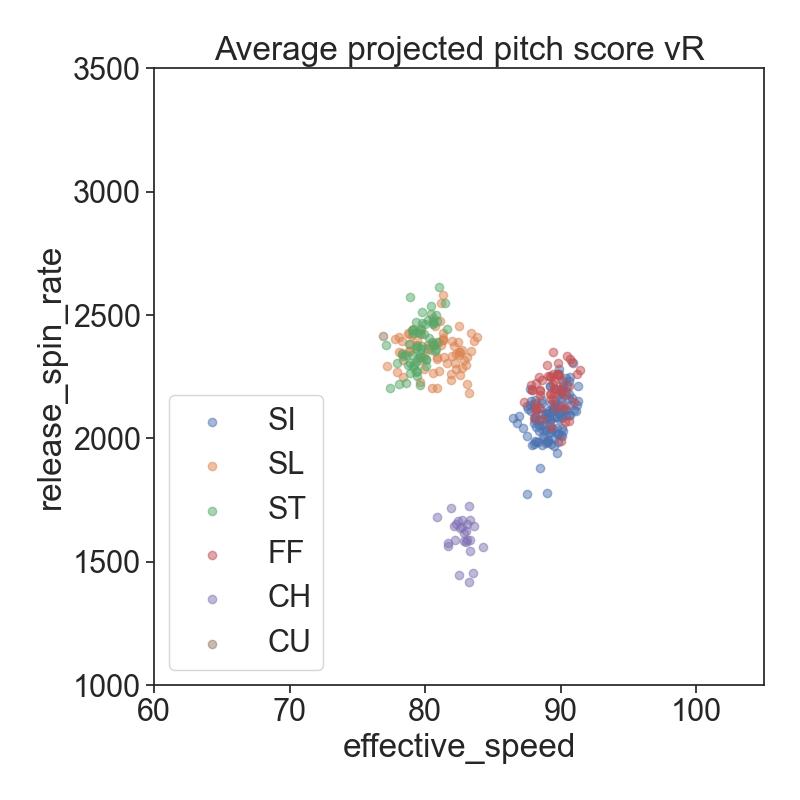 Average projected pitch score vR
3500
3000
2500
2000
1500
1000
release_spin_rate
SI
SL
ST
FF
CH
CU
60 70 80 90 100
effective_speed